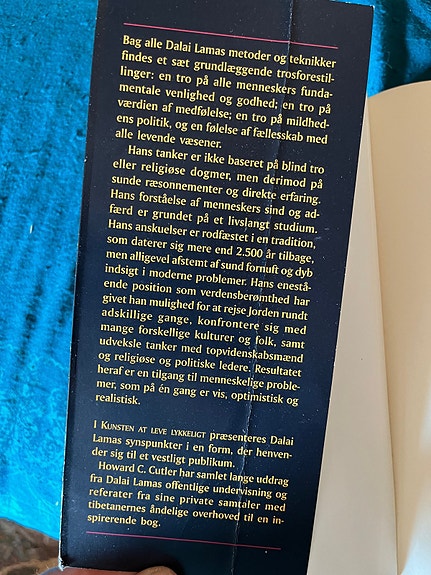 Bag alle Dalai Lamas metoder og teknikker
findes et sæt grundlæggende trosforestil-
linger: en tro på alle menneskers funda-
mentale venlighed og godhed; en tro på
værdien af medfølelse; en tro på mildhed-
ens politik, og en følelse af fællesskab med
alle levende væsener.
Hans tanker er ikke baseret på blind tro
eller religiøse dogmer, men derimod på
sunde ræsonnementer og direkte erfaring.
Hans forståelse af menneskers sind og ad-
færd er grundet på et livslangt studium.
Hans anskuelser er rodfæstet i en tradition,
som daterer sig mere end 2.500 år tilbage,
men alligevel afstemt af sund fornuft og dyb
indsigt i moderne problemer. Hans enestå-
ende position som verdensberømthed har
givet han mulighed for at rejse Jorden rundt
adskillige gange, konfrontere sig med
mange forskellige kulturer og folk, samt
udveksle tanker med topvidenskabsmænd
og religiøse og politiske ledere. Resultatet
heraf er en tilgang til menneskelige proble-
mer, som på én gang er vis, optimistisk og
realistisk.
I KUNSTEN AT LEVE LYKKELIGT præsenteres Dalai
Lamas synspunkter i en form, der henven-
der sig til et vestligt publikum.
Howard C. Cutler har samlet lange uddrag
fra Dalai Lamas offentlige undervisning og
referater fra sine private samtaler med
tibetanernes åndelige overhoved til en in-
spirerende bog.